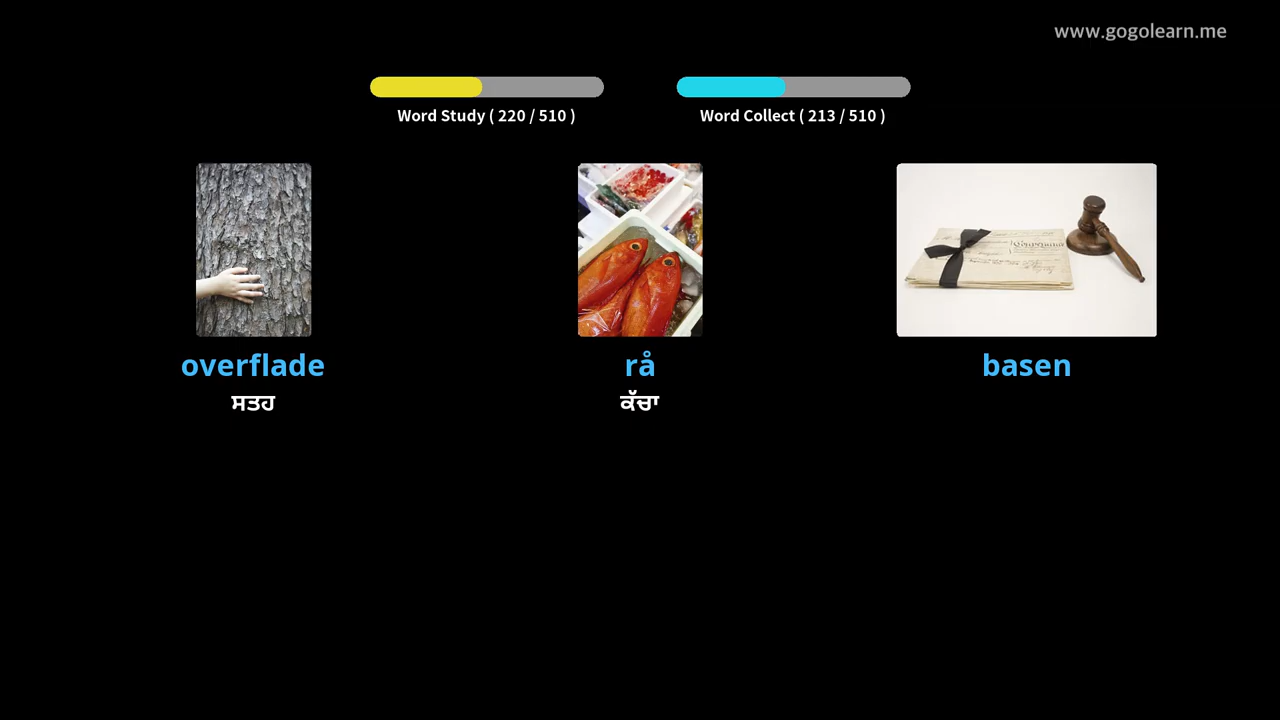 www.gogolearn.me
Word Study ( 220 / 510 )
Word Collect ( 213 / 510 )
overflade
ਸਤਹ
rå
ਕੱਚਾ
basen